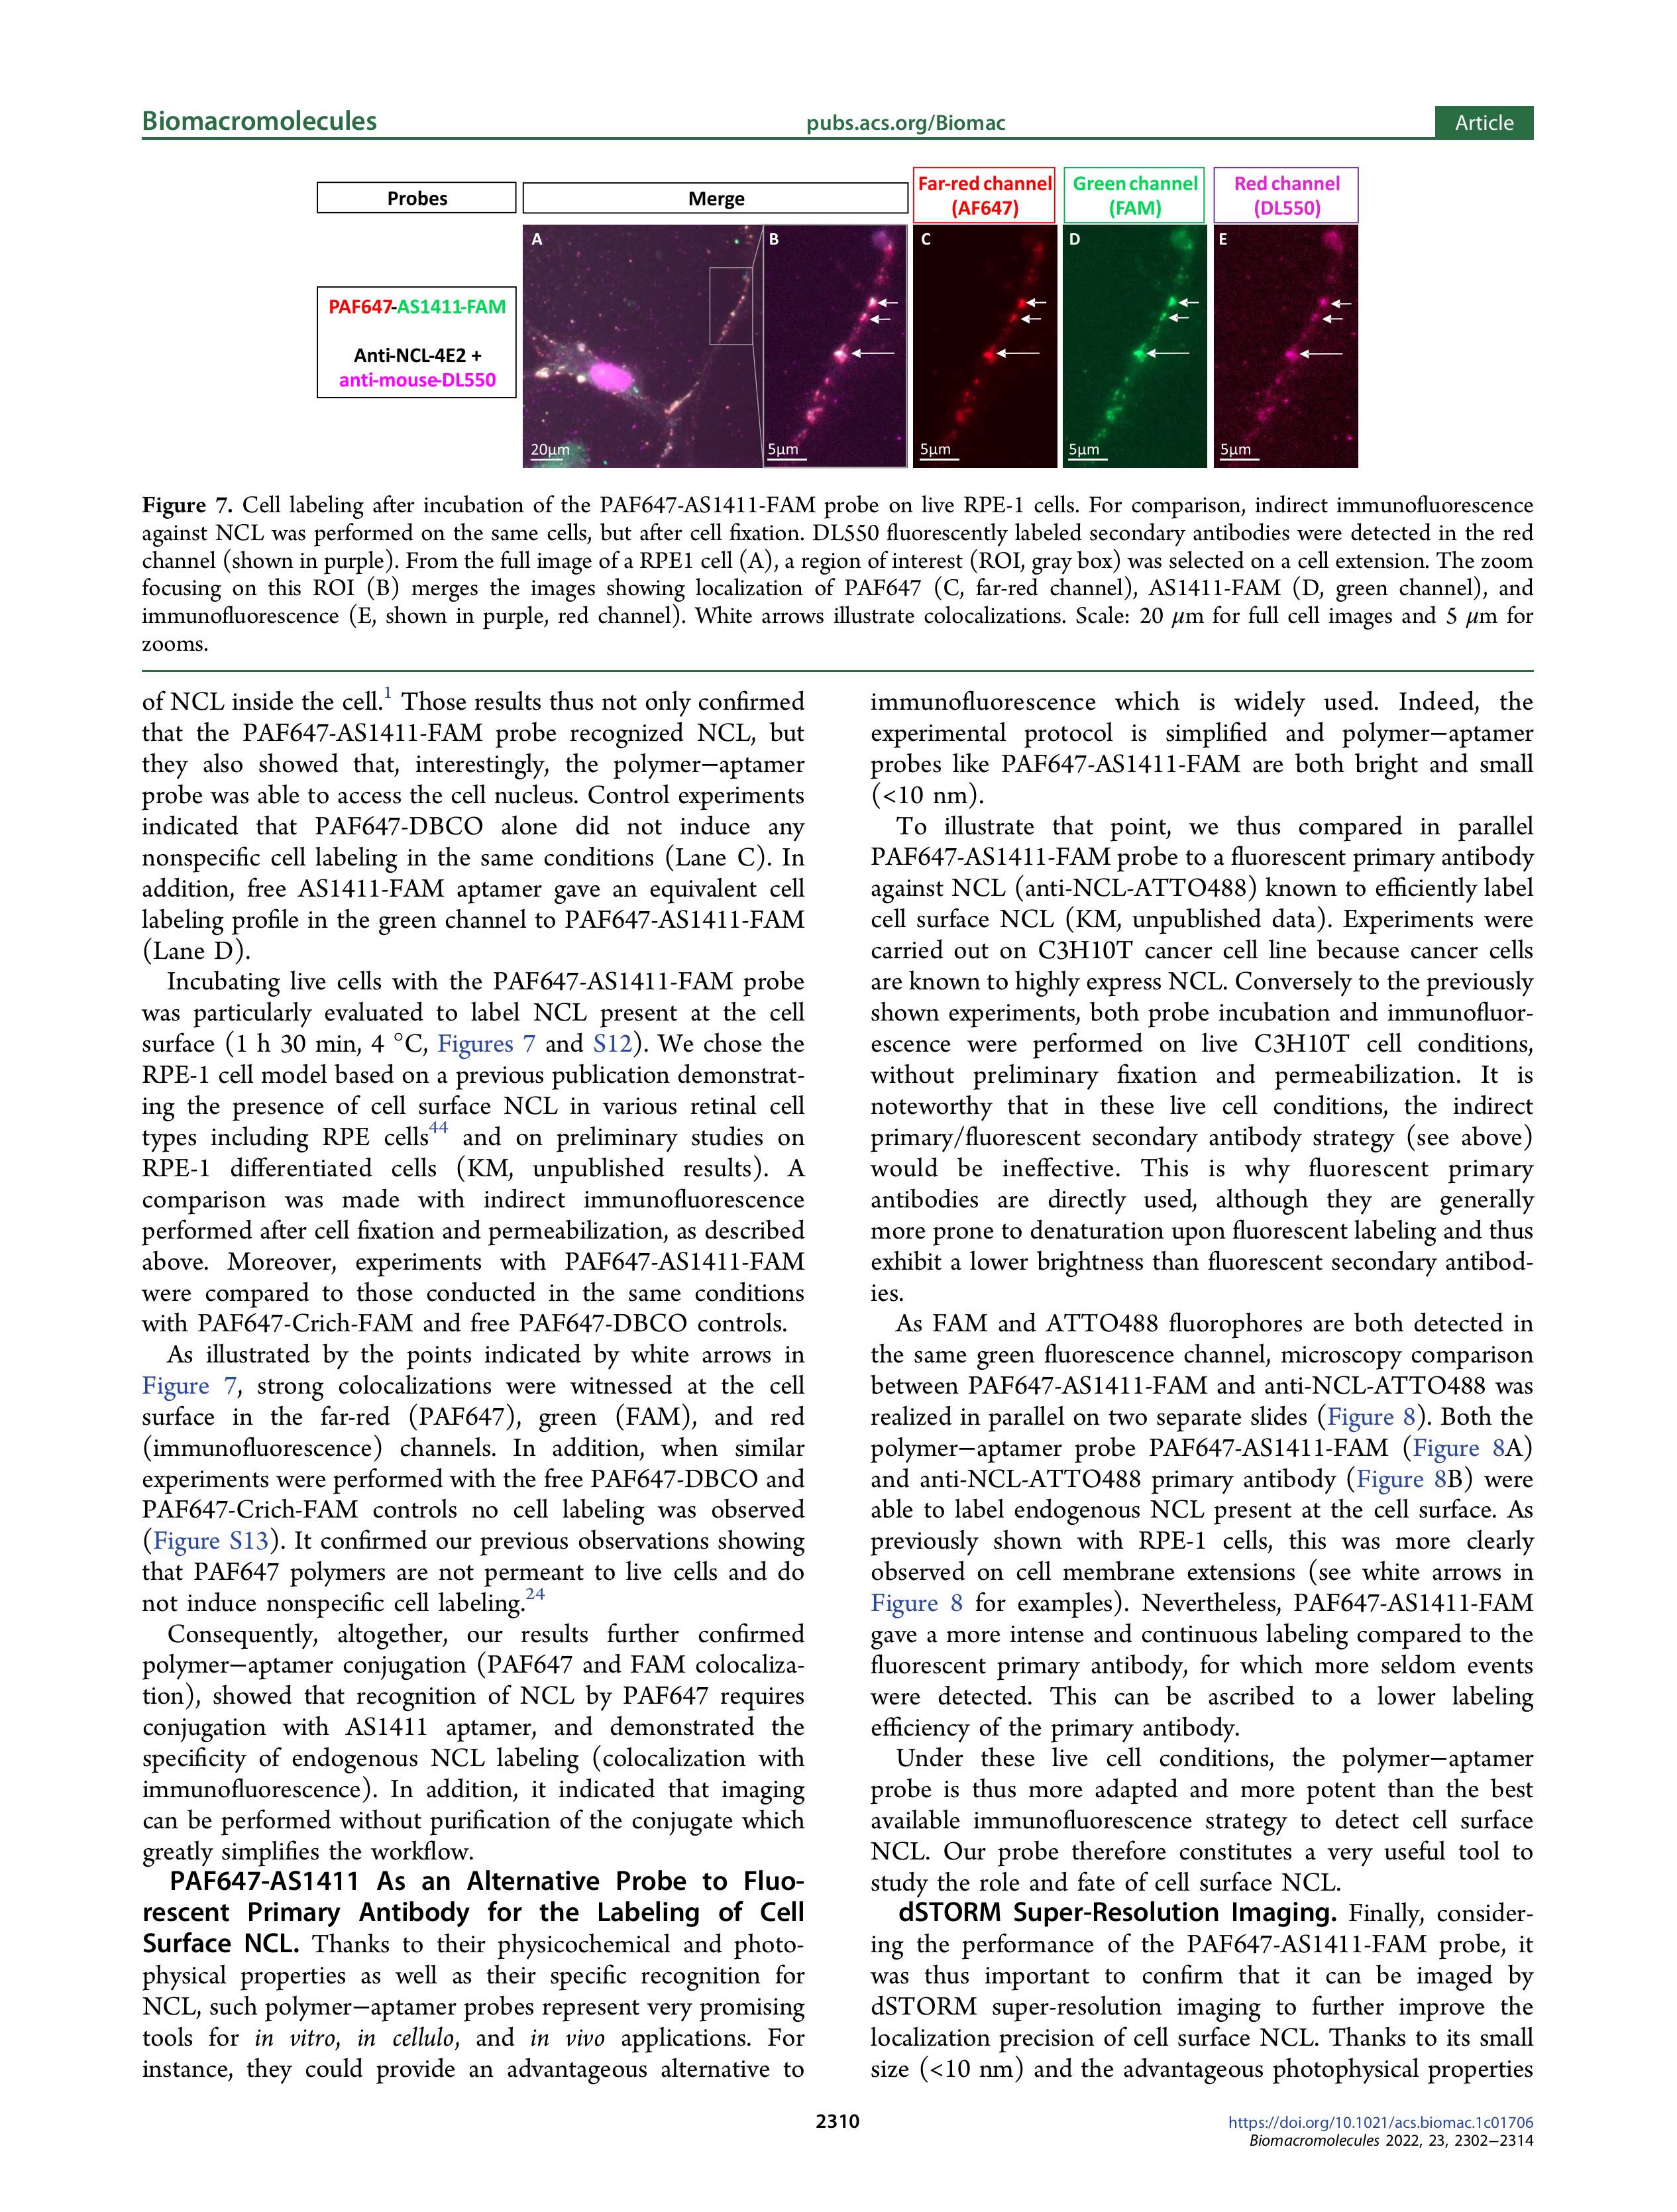 Biomacromolecules
pubs.acs.org/Biomac
Article
Probes
Merge
Far-red channel
(AF647)
Green channel
(FAM)
Red channel
(DL550)
PAF647-AS1411-FAM
Anti-NCL-4E2 +
anti-mouse-DL550
A
B
C
D
E
20μm
5μm
5μm
5μm
5μm
Figure 7. Cell labeling after incubation of the PAF647-AS1411-FAM probe on live RPE-1 cells. For comparison, indirect immunofluorescence
against NCL was performed on the same cells, but after cell fixation. DL550 fluorescently labeled secondary antibodies were detected in the red
channel (shown in purple). From the full image of a RPE1 cell (A), a region of interest (ROI, gray box) was selected on a cell extension. The zoom
focusing on this ROI (B) merges the images showing localization of PAF647 (C, far-red channel), AS1411-FAM (D, green channel), and
immunofluorescence (E, shown in purple, red channel). White arrows illustrate colocalizations. Scale: 20 μm for full cell images and 5 μm for
zooms.
of NCL inside the cell.1 Those results thus not only confirmed
that the PAF647-AS1411-FAM probe recognized NCL, but
they also showed that, interestingly, the polymer−aptamer
probe was able to access the cell nucleus. Control experiments
indicated that PAF647-DBCO alone did not induce any
nonspecific cell labeling in the same conditions (Lane C). In
addition, free AS1411-FAM aptamer gave an equivalent cell
labeling profile in the green channel to PAF647-AS1411-FAM
(Lane D).
Incubating live cells with the PAF647-AS1411-FAM probe
was particularly evaluated to label NCL present at the cell
surface (1 h 30 min, 4 °C, Figures 7 and S12). We chose the
RPE-1 cell model based on a previous publication demonstrat-
ing the presence of cell surface NCL in various retinal cell
types including RPE cells44 and on preliminary studies on
RPE-1 differentiated cells (KM, unpublished results). A
comparison was made with indirect immunofluorescence
performed after cell fixation and permeabilization, as described
above. Moreover, experiments with PAF647-AS1411-FAM
were compared to those conducted in the same conditions
with PAF647-Crich-FAM and free PAF647-DBCO controls.
As illustrated by the points indicated by white arrows in
Figure 7, strong colocalizations were witnessed at the cell
surface in the far-red (PAF647), green (FAM), and red
(immunofluorescence) channels. In addition, when similar
experiments were performed with the free PAF647-DBCO and
PAF647-Crich-FAM controls no cell labeling was observed
(Figure S13). It confirmed our previous observations showing
that PAF647 polymers are not permeant to live cells and do
not induce nonspecific cell labeling.24
Consequently, altogether, our results further confirmed
polymer−aptamer conjugation (PAF647 and FAM colocaliza-
tion), showed that recognition of NCL by PAF647 requires
conjugation with AS1411 aptamer, and demonstrated the
specificity of endogenous NCL labeling (colocalization with
immunofluorescence). In addition, it indicated that imaging
can be performed without purification of the conjugate which
greatly simplifies the workflow.
PAF647-AS1411 As an Alternative Probe to Fluo-
rescent Primary Antibody for the Labeling of Cell
Surface NCL. Thanks to their physicochemical and photo-
physical properties as well as their specific recognition for
NCL, such polymer−aptamer probes represent very promising
tools for in vitro, in cellulo, and in vivo applications. For
instance, they could provide an advantageous alternative to
immunofluorescence which is widely used. Indeed, the
experimental protocol is simplified and polymer−aptamer
probes like PAF647-AS1411-FAM are both bright and small
(<10 nm).
To illustrate that point, we thus compared in parallel
PAF647-AS1411-FAM probe to a fluorescent primary antibody
against NCL (anti-NCL-ATTO488) known to efficiently label
cell surface NCL (KM, unpublished data). Experiments were
carried out on C3H10T cancer cell line because cancer cells
are known to highly express NCL. Conversely to the previously
shown experiments, both probe incubation and immunofluor-
escence were performed on live C3H10T cell conditions,
without preliminary fixation and permeabilization. It is
noteworthy that in these live cell conditions, the indirect
primary/fluorescent secondary antibody strategy (see above)
would be ineffective. This is why fluorescent primary
antibodies are directly used, although they are generally
more prone to denaturation upon fluorescent labeling and thus
exhibit a lower brightness than fluorescent secondary antibod-
ies.
As FAM and ATTO488 fluorophores are both detected in
the same green fluorescence channel, microscopy comparison
between PAF647-AS1411-FAM and anti-NCL-ATTO488 was
realized in parallel on two separate slides (Figure 8). Both the
polymer−aptamer probe PAF647-AS1411-FAM (Figure 8A)
and anti-NCL-ATTO488 primary antibody (Figure 8B) were
able to label endogenous NCL present at the cell surface. As
previously shown with RPE-1 cells, this was more clearly
observed on cell membrane extensions (see white arrows in
Figure 8 for examples). Nevertheless, PAF647-AS1411-FAM
gave a more intense and continuous labeling compared to the
fluorescent primary antibody, for which more seldom events
were detected. This can be ascribed to a lower labeling
efficiency of the primary antibody.
Under these live cell conditions, the polymer−aptamer
probe is thus more adapted and more potent than the best
available immunofluorescence strategy to detect cell surface
NCL. Our probe therefore constitutes a very useful tool to
study the role and fate of cell surface NCL.
dSTORM Super-Resolution Imaging. Finally, consider-
ing the performance of the PAF647-AS1411-FAM probe, it
was thus important to confirm that it can be imaged by
dSTORM super-resolution imaging to further improve the
localization precision of cell surface NCL. Thanks to its small
size (<10 nm) and the advantageous photophysical properties
2310
https://doi.org/10.1021/acs.biomac.1c01706
Biomacromolecules 2022, 23, 2302−2314